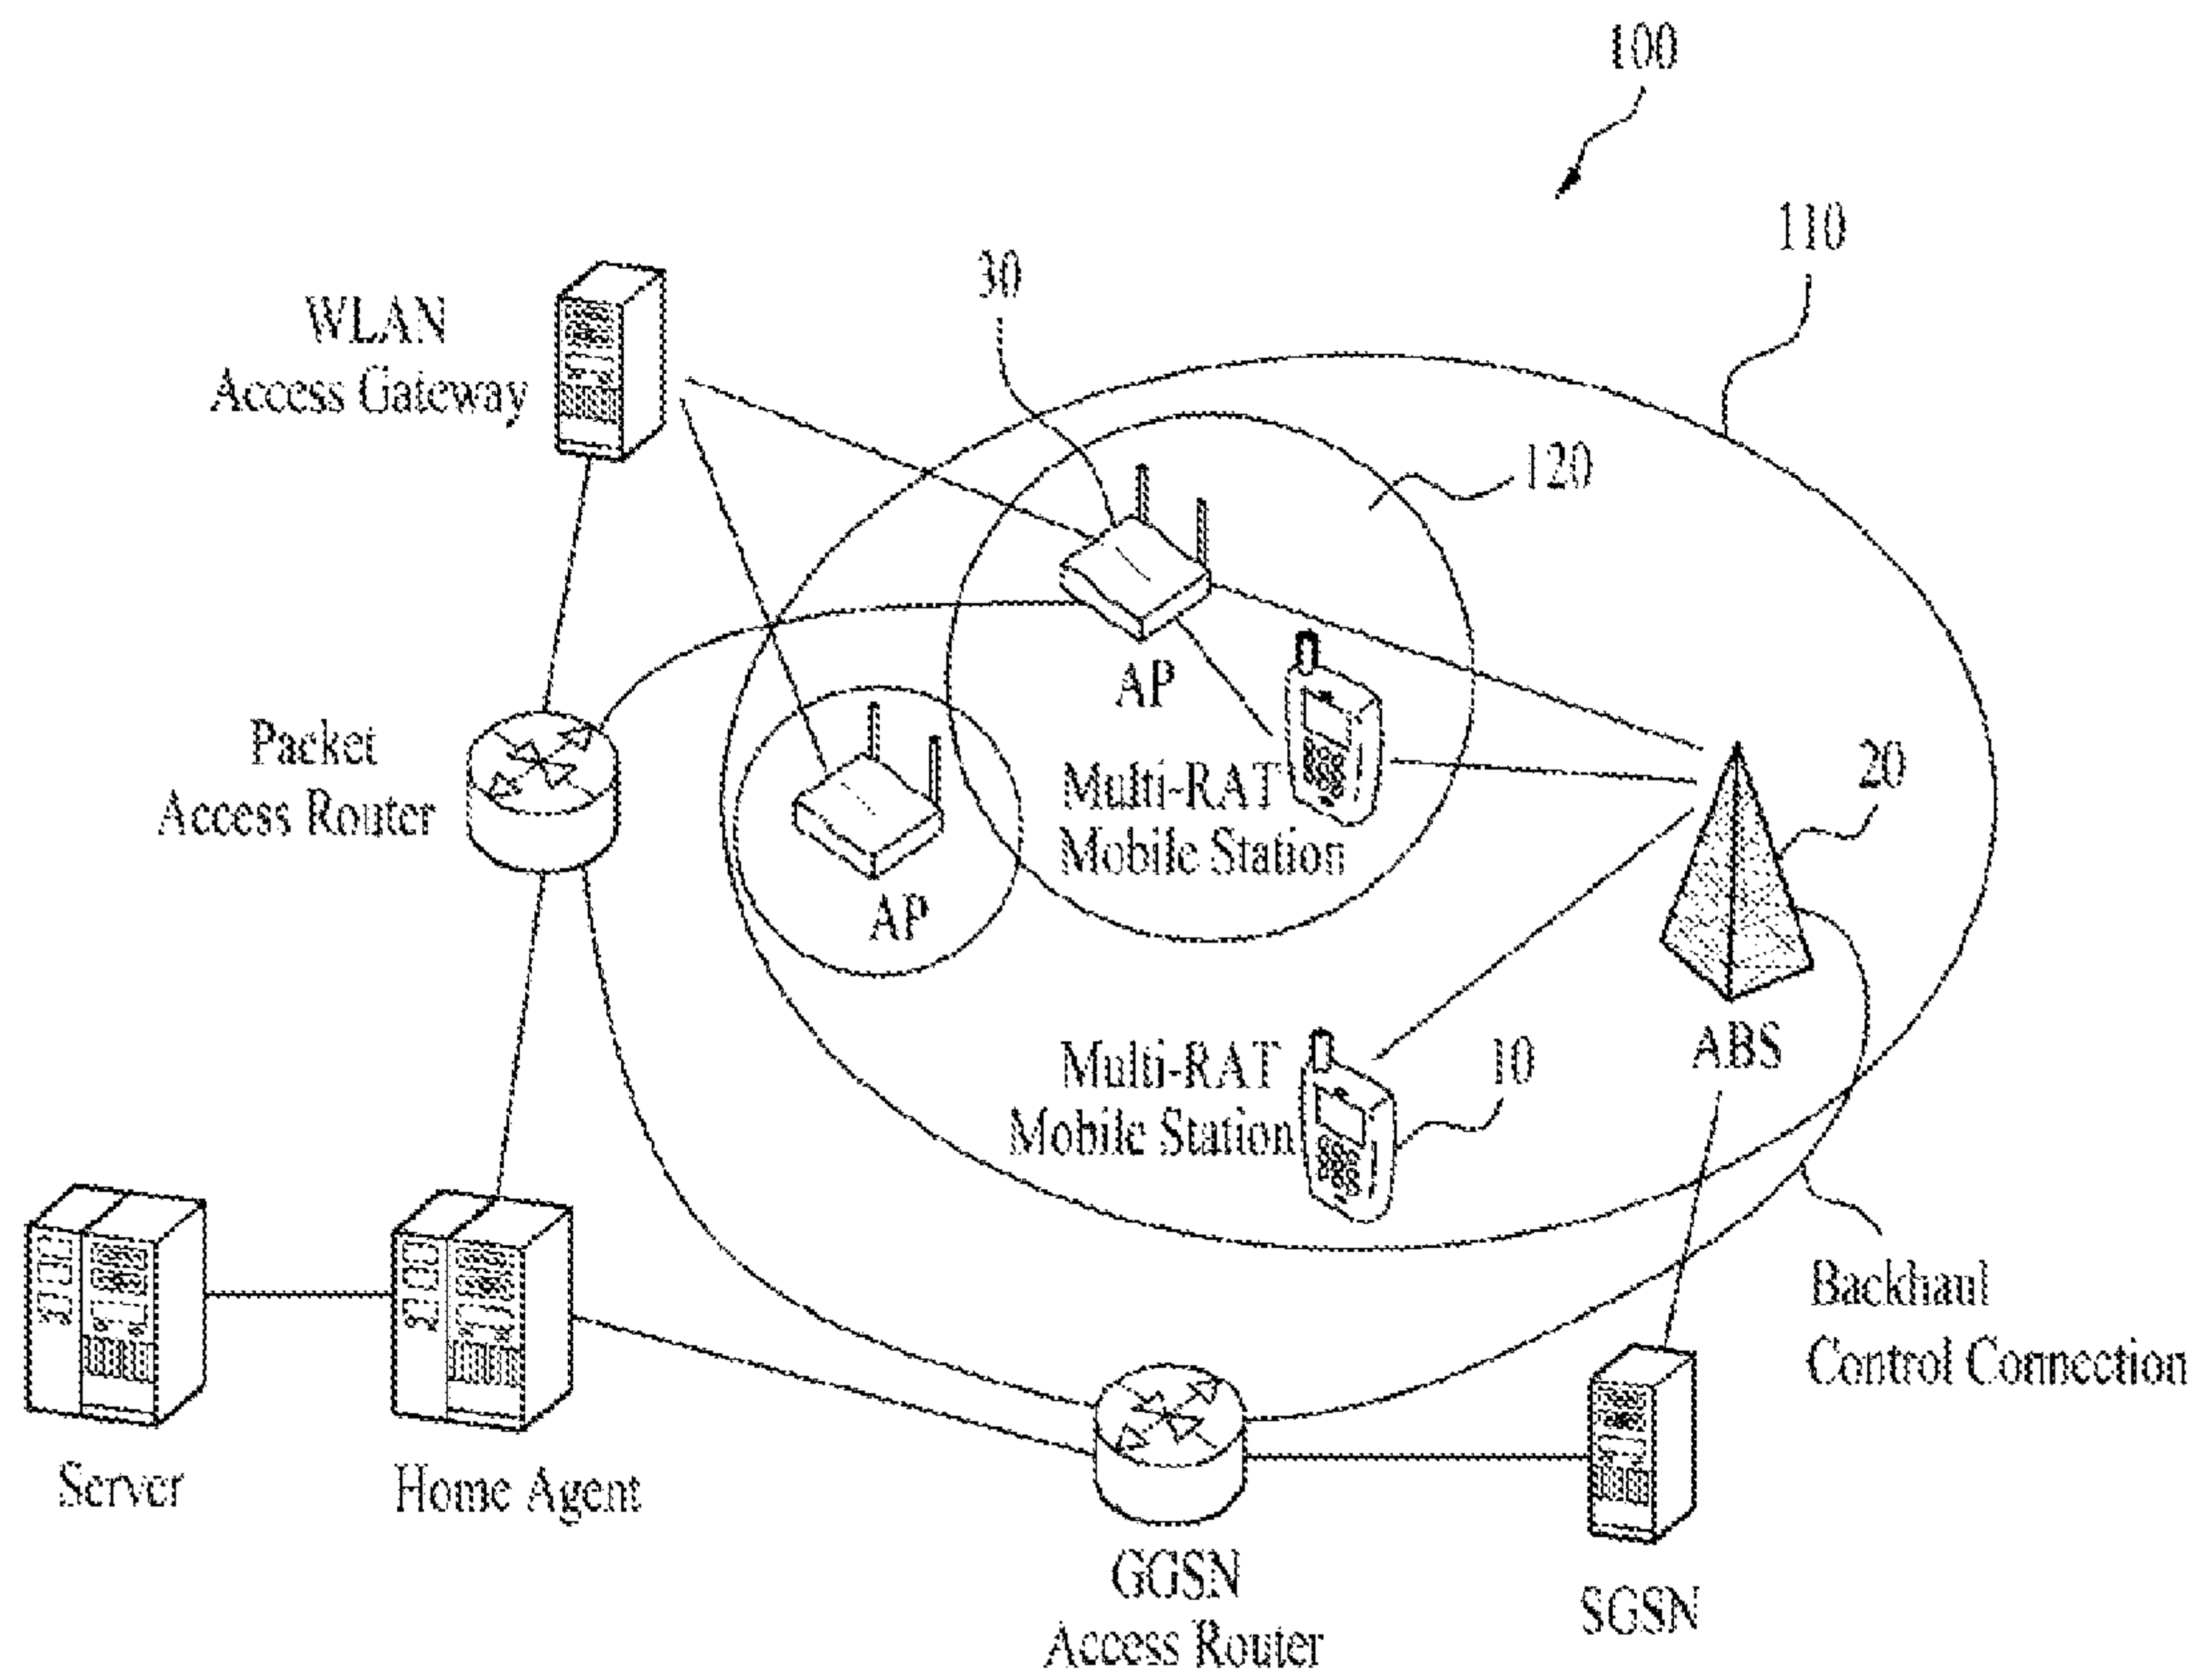 100
110
30
WLAN
Access Gateway
120
AP
Packet
Access Router
20
Multi-RAT
Mobile Station
AP
ABS
10
Multi-RAT
Mobile Station
Backhaul
Control Connection
Server
Home Agent
GGSN
Access Router
SGSN